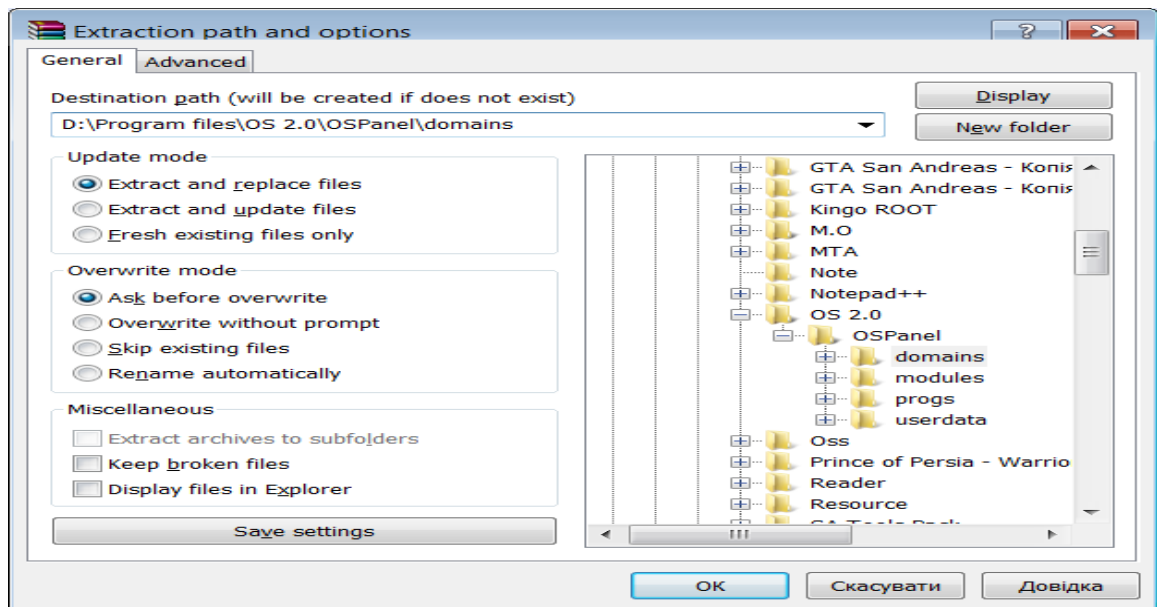 Extraction path and options
General
Advanced
Destination path (will be created if does not exist)
D:\Program files\OS 2.0\OSPanel\domains
Display
New folder
Update mode
Extract and replace files
Extract and update files
Fresh existing files only
Overwrite mode
Ask before overwrite
Overwrite without prompt
Skip existing files
Rename automatically
Miscellaneous
Extract archives to subfolders
Keep broken files
Display files in Explorer
Save settings
GTA San Andreas - Копія
GTA San Andreas - Копія
Kingo ROOT
M.O
MTA
Note
Notepad++
OS 2.0
OSPanel
domains
modules
progs
userdata
Oss
Prince of Persia - Warrio
Reader
Resource
ОК
Скасувати
Довідка